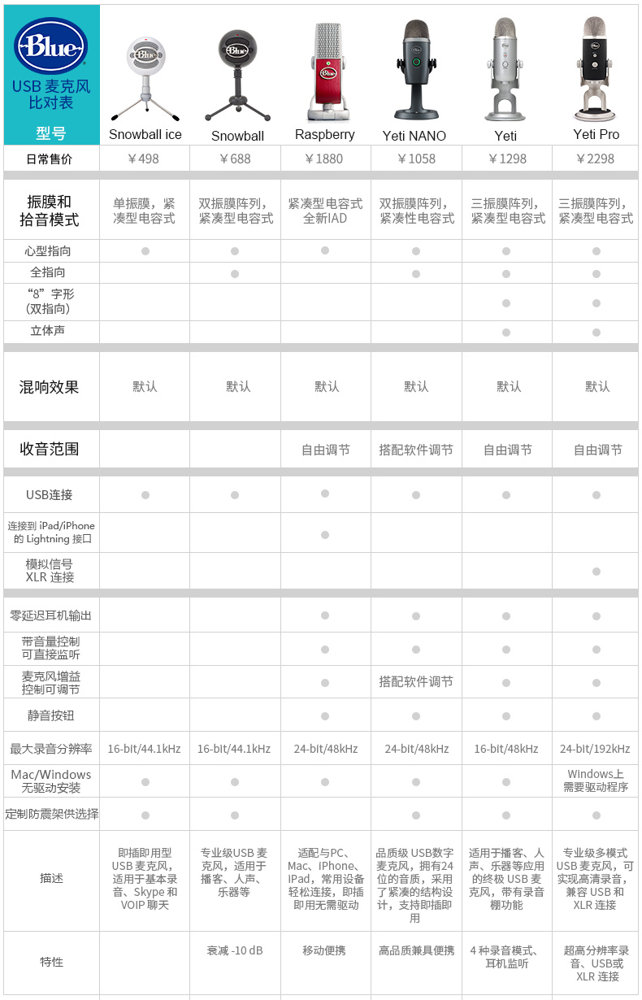 Blue
USB 麦克风
比对表
型号
Snowball ice
Snowball
Raspberry
Yeti NANO
Yeti
Yeti Pro
日常售价
￥498
￥688
￥1880
￥1058
￥1298
￥2298
振膜和
拾音模式
单振膜，紧
凑型电容式
双振膜阵列，
紧凑型电容式
紧凑型电容式
全新IAD
双振膜阵列，
紧凑性电容式
三振膜阵列，
紧凑型电容式
三振膜阵列，
紧凑型电容式
心型指向
全指向
“8”字形
（双指向）
立体声
混响效果
默认
默认
默认
默认
默认
默认
收音范围
自由调节
搭配软件调节
自由调节
自由调节
USB连接
连接到 iPad/iPhone
的 Lightning 接口
模拟信号
XLR 连接
零延迟耳机输出
带音量控制
可直接监听
麦克风增益
控制可调节
搭配软件调节
静音按钮
最大录音分辨率
16-bit/44.1kHz
16-bit/44.1kHz
24-bit/48kHz
24-bit/48kHz
16-bit/48kHz
24-bit/192kHz
Mac/Windows
无驱动安装
Windows上
需要驱动程序
定制防震架供选择
描述
即插即用型
USB 麦克风，
适用于基本录
音、Skype 和
VOIP 聊天
专业级USB 麦
克风，适用于
播客、人声、
乐器等
适配与PC、
Mac、IPhone、
IPad，常用设备
轻松连接，即插
即用无需驱动
品质级 USB数字
麦克风，拥有24
位的音质，采用
了紧凑的结构设
计，支持即插即
用
适用于播客、人
声、乐器等应用
的终极 USB 麦
克风，带有录音
棚功能
专业级多模式
USB 麦克风，可
实现高清录音，
兼容 USB 和
XLR 连接
特性
衰减 -10 dB
移动便携
高品质兼具便携
4 种录音模式、
耳机监听
超高分辨率录
音、USB或
XLR 连接